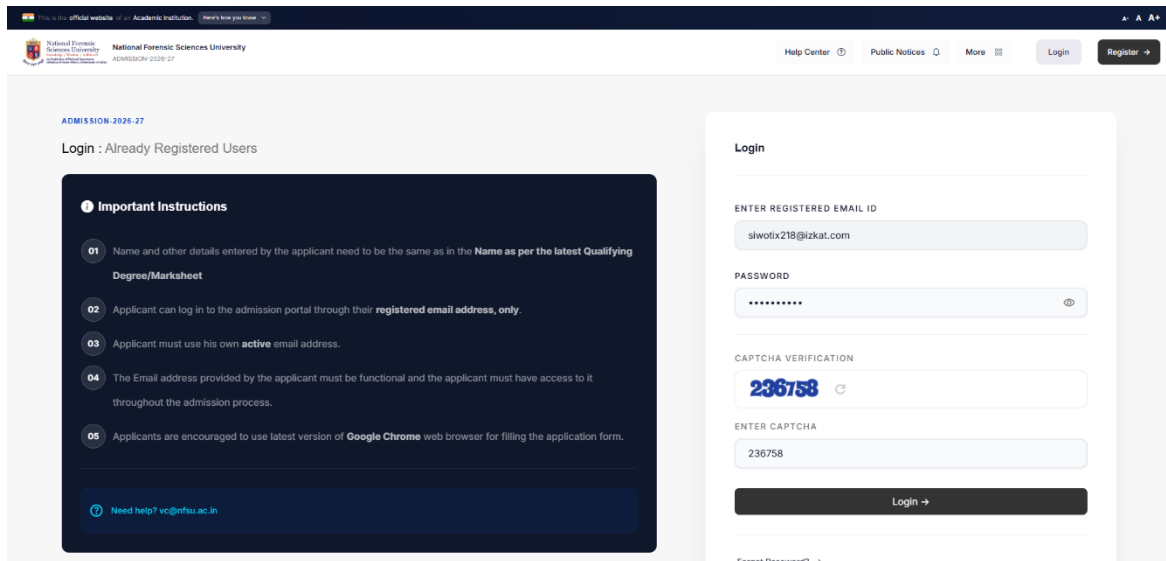 This is the official website of an Academic Institution. Here's how you know
A- A A+
National Forensic
Sciences University
National Forensic Sciences University
ADMISSION-2026-27
Help Center
Public Notices
More
Login
Register →
ADMISSION-2026-27
Login : Already Registered Users
Important Instructions
01 Name and other details entered by the applicant need to be the same as in the Name as per the latest Qualifying
Degree/Marksheet
02 Applicant can log in to the admission portal through their registered email address, only.
03 Applicant must use his own active email address.
04 The Email address provided by the applicant must be functional and the applicant must have access to it
throughout the admission process.
05 Applicants are encouraged to use latest version of Google Chrome web browser for filling the application form.
Need help? vc@nfsu.ac.in
Login
ENTER REGISTERED EMAIL ID
siwotix218@izkat.com
PASSWORD
••••••••••
CAPTCHA VERIFICATION
236758
ENTER CAPTCHA
236758
Login →
Forgot Password?